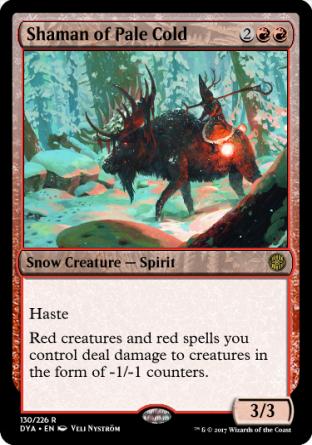 Shaman of Pale Cold 2
Snow Creature — Spirit
Haste
Red creatures and red spells you
control deal damage to creatures in
the form of -1/-1 counters.
130/226 R
DYA • EN VELI NYSTRÖM
™ & © 2017 Wizards of the Coast
3/3